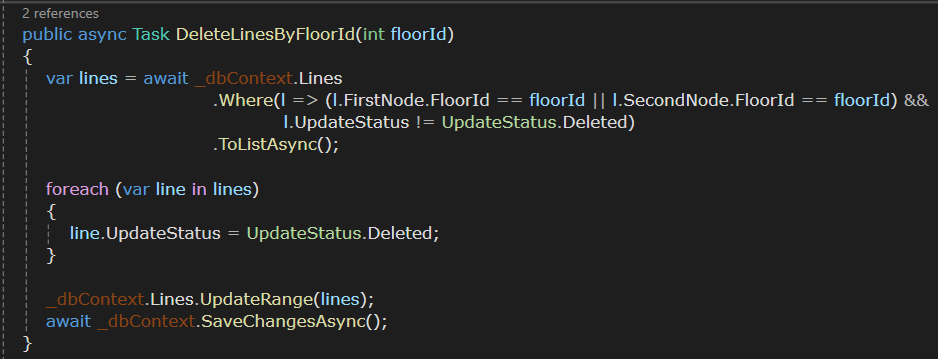 2 references
public async Task DeleteLinesByFloorId(int floorId)
{
    var lines = await _dbContext.Lines
                            .Where(l => (l.FirstNode.FloorId == floorId || l.SecondNode.FloorId == floorId) &&
                                        l.UpdateStatus != UpdateStatus.Deleted)
                            .ToListAsync();

    foreach (var line in lines)
    {
        line.UpdateStatus = UpdateStatus.Deleted;
    }

    _dbContext.Lines.UpdateRange(lines);
    await _dbContext.SaveChangesAsync();
}